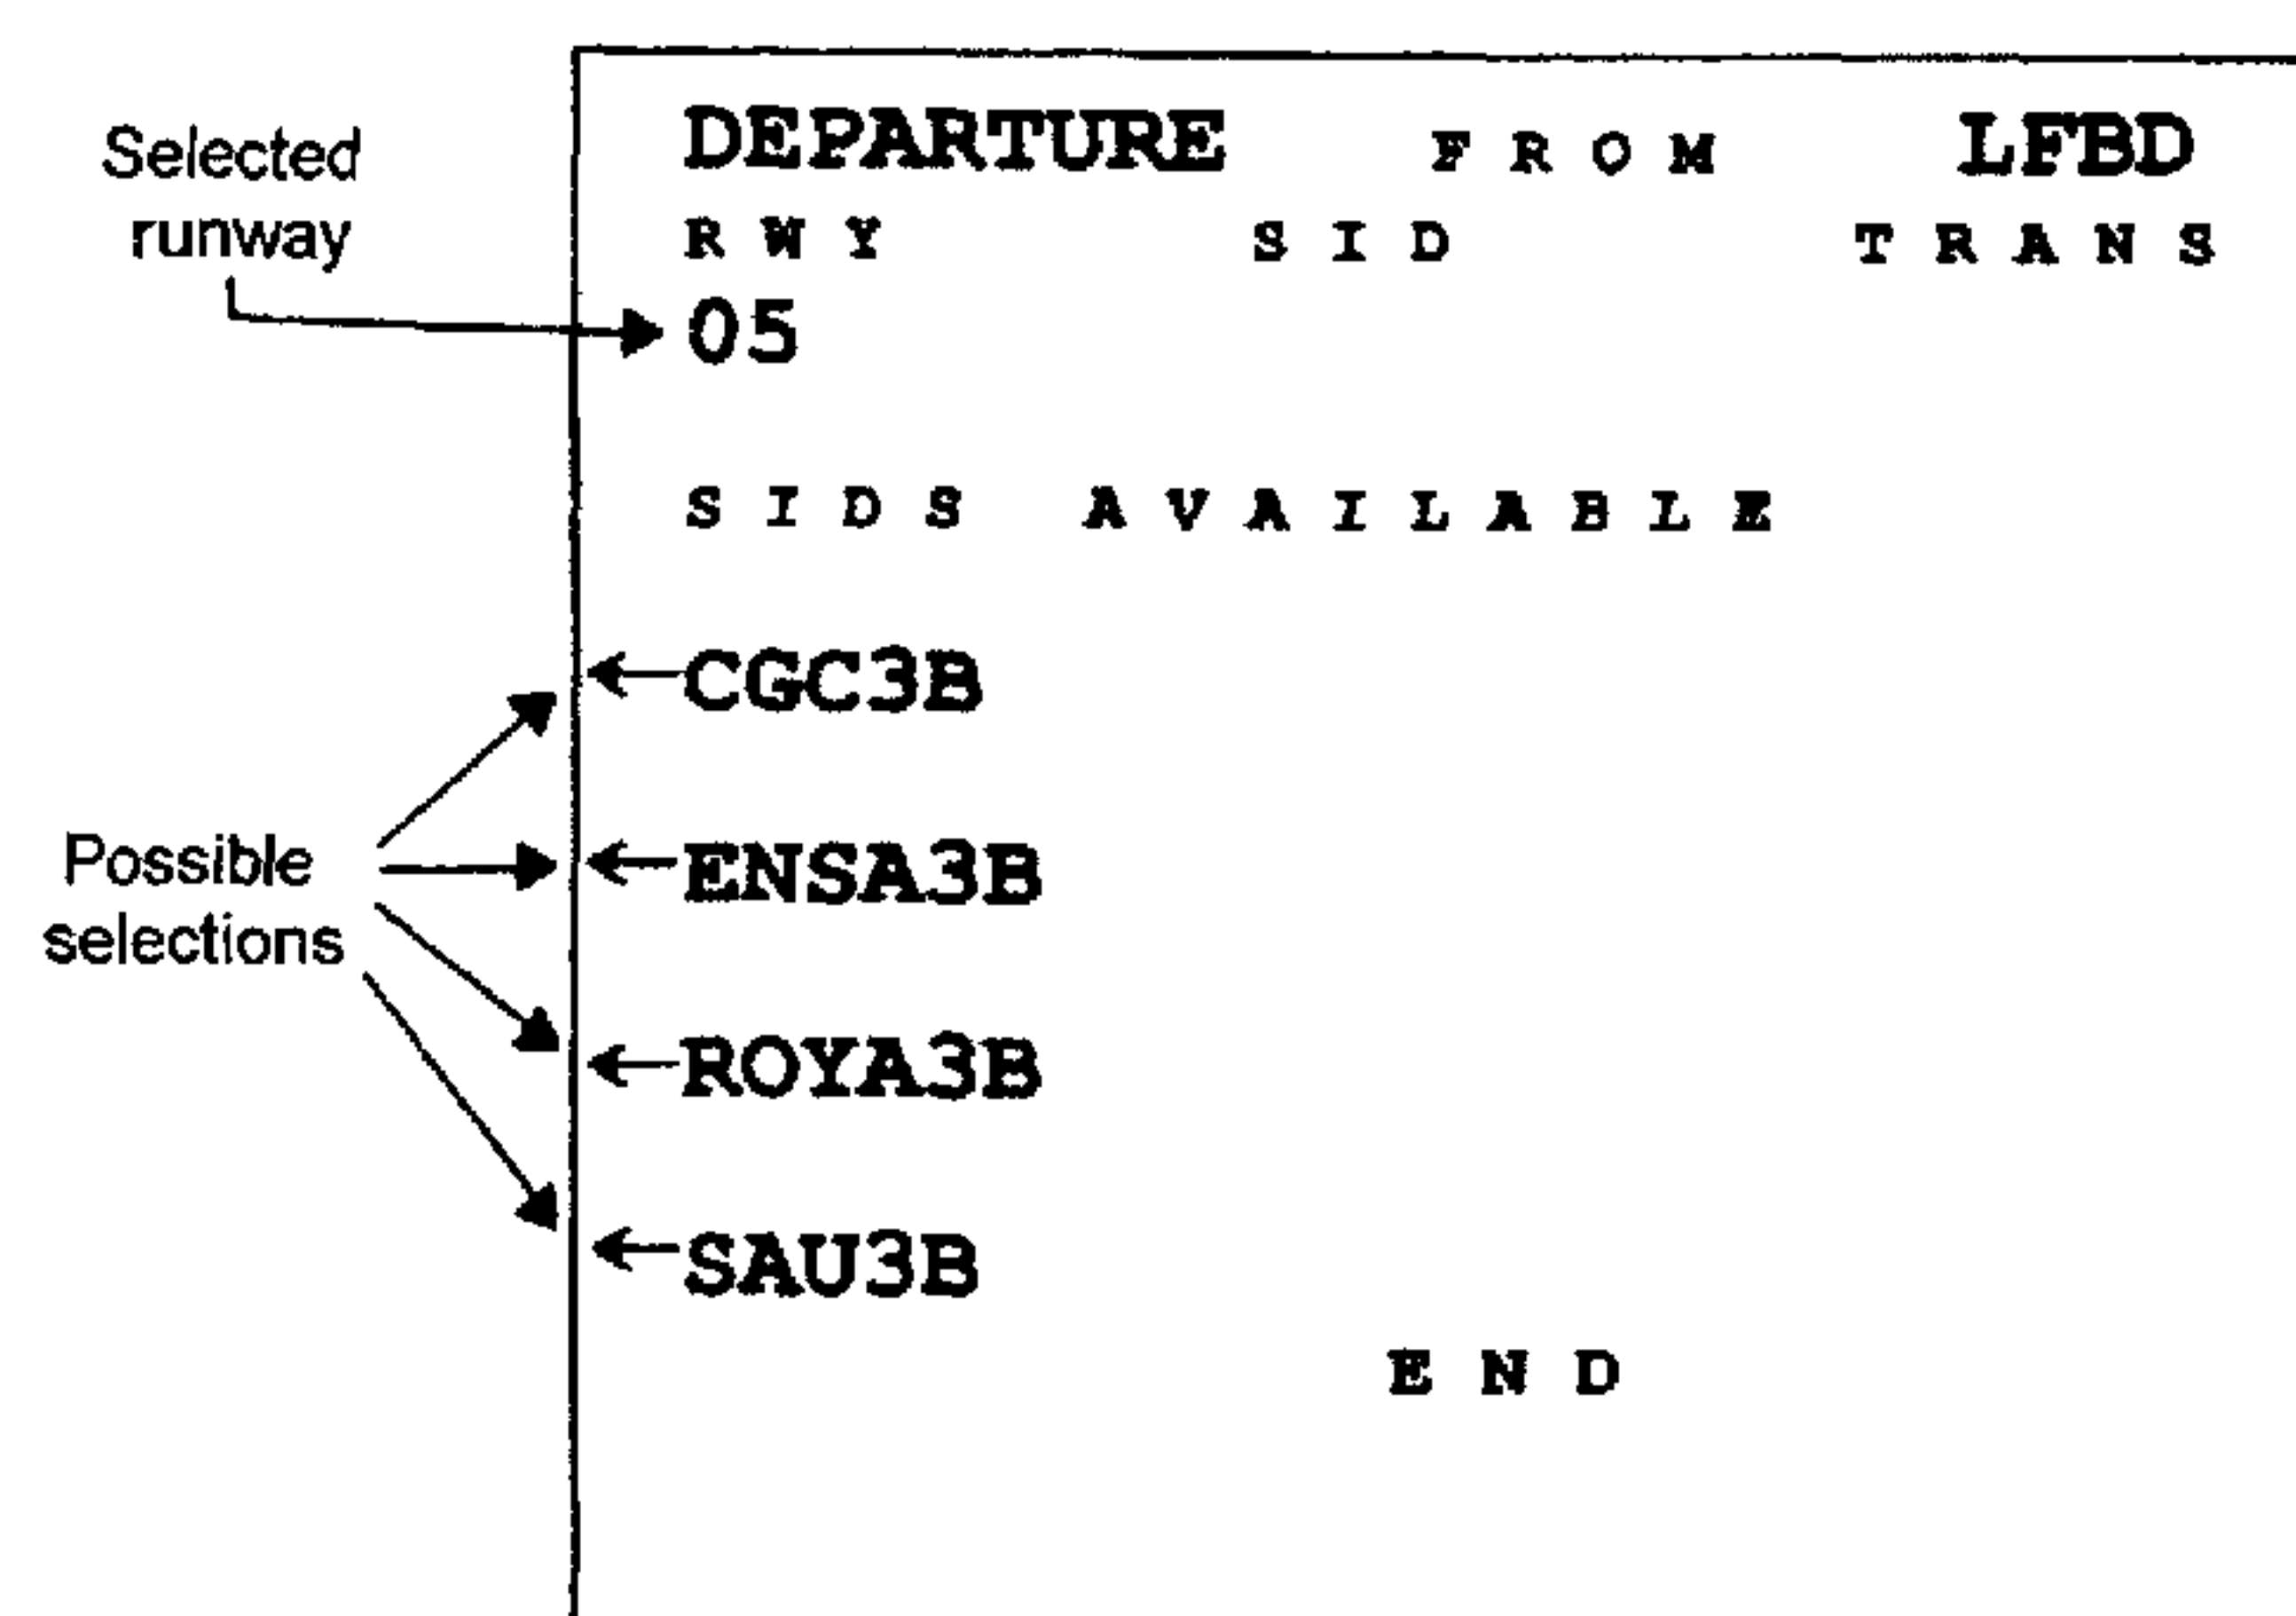 Selected
runway
DEPARTURE FROM LFBD
RWY SID TRANS
05
SIDS AVAILABLE
CGC3B
ENSA3B
ROYA3B
SAU3B
Possible
selections
END